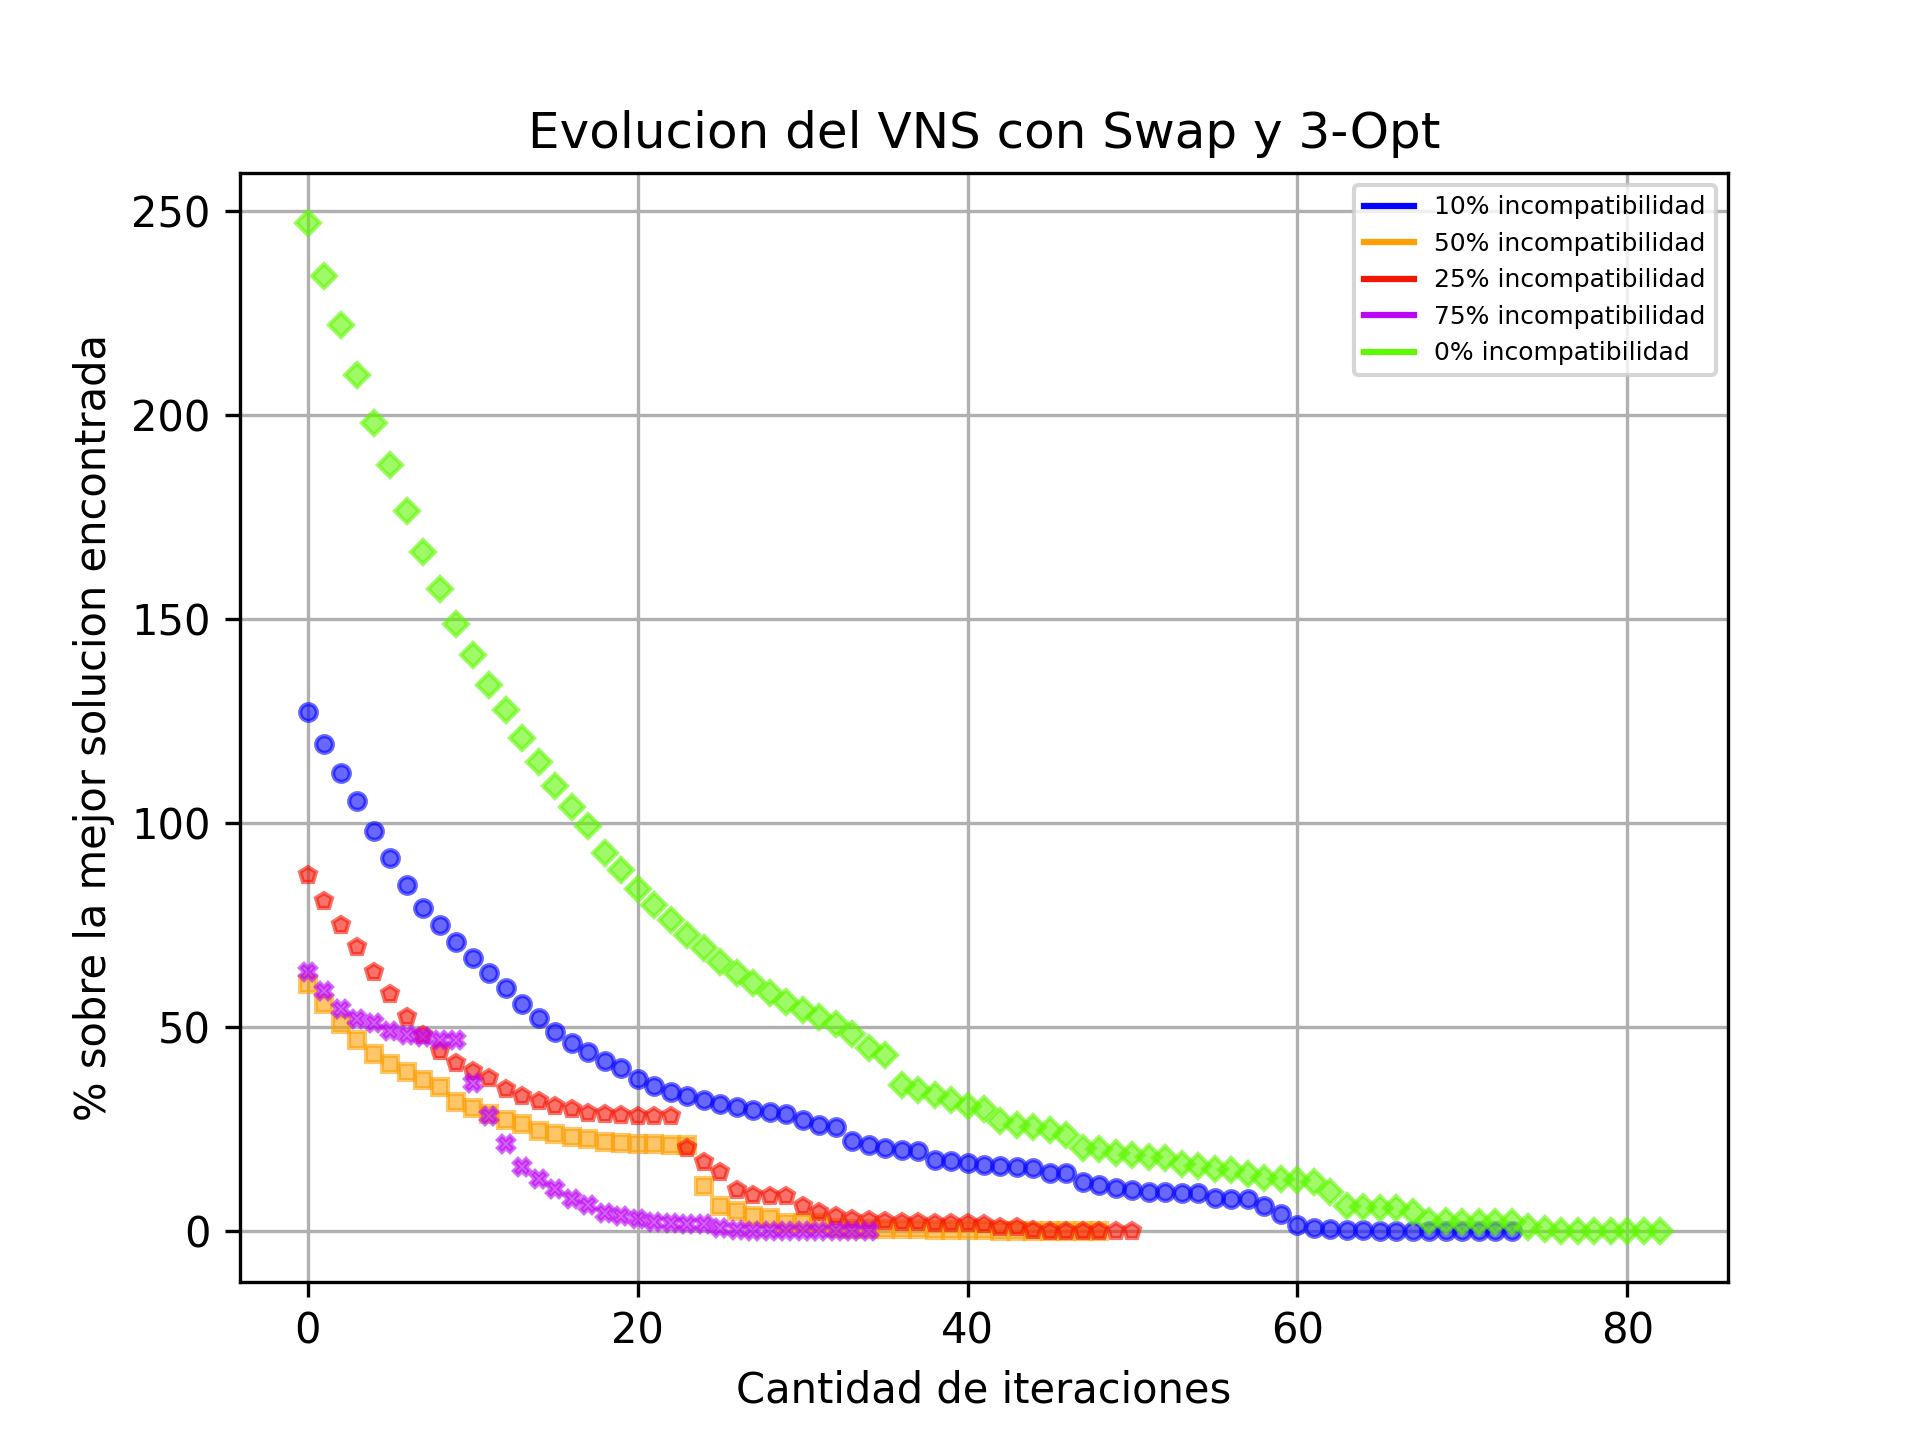 Evolucion del VNS con Swap y 3-Opt
10% incompatibilidad
50% incompatibilidad
25% incompatibilidad
75% incompatibilidad
0% incompatibilidad
% sobre la mejor solucion encontrada
250
200
150
100
50
0
0 20 40 60 80
Cantidad de iteraciones